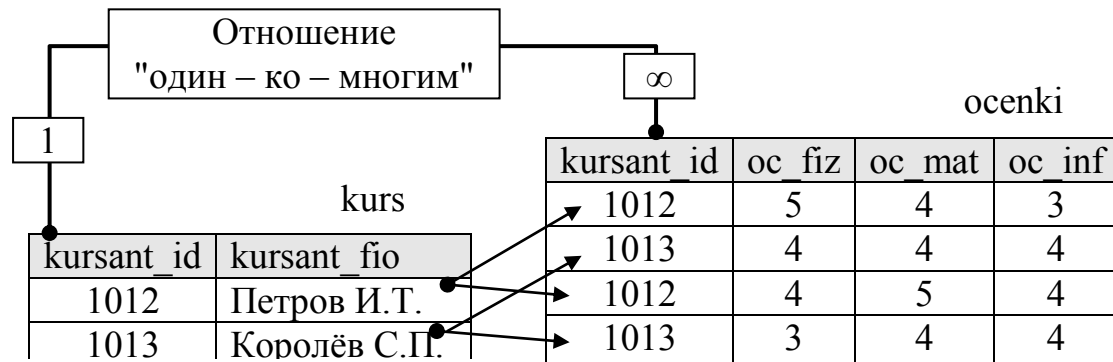 Отношение
"один – ко – многим"
1
∞
kurs
kursant_id kursant_fio
1012 Петров И.Т.
1013 Королёв С.П.
ocenki
kursant_id oc_fiz oc_mat oc_inf
1012 5 4 3
1013 4 4 4
1012 4 5 4
1013 3 4 4